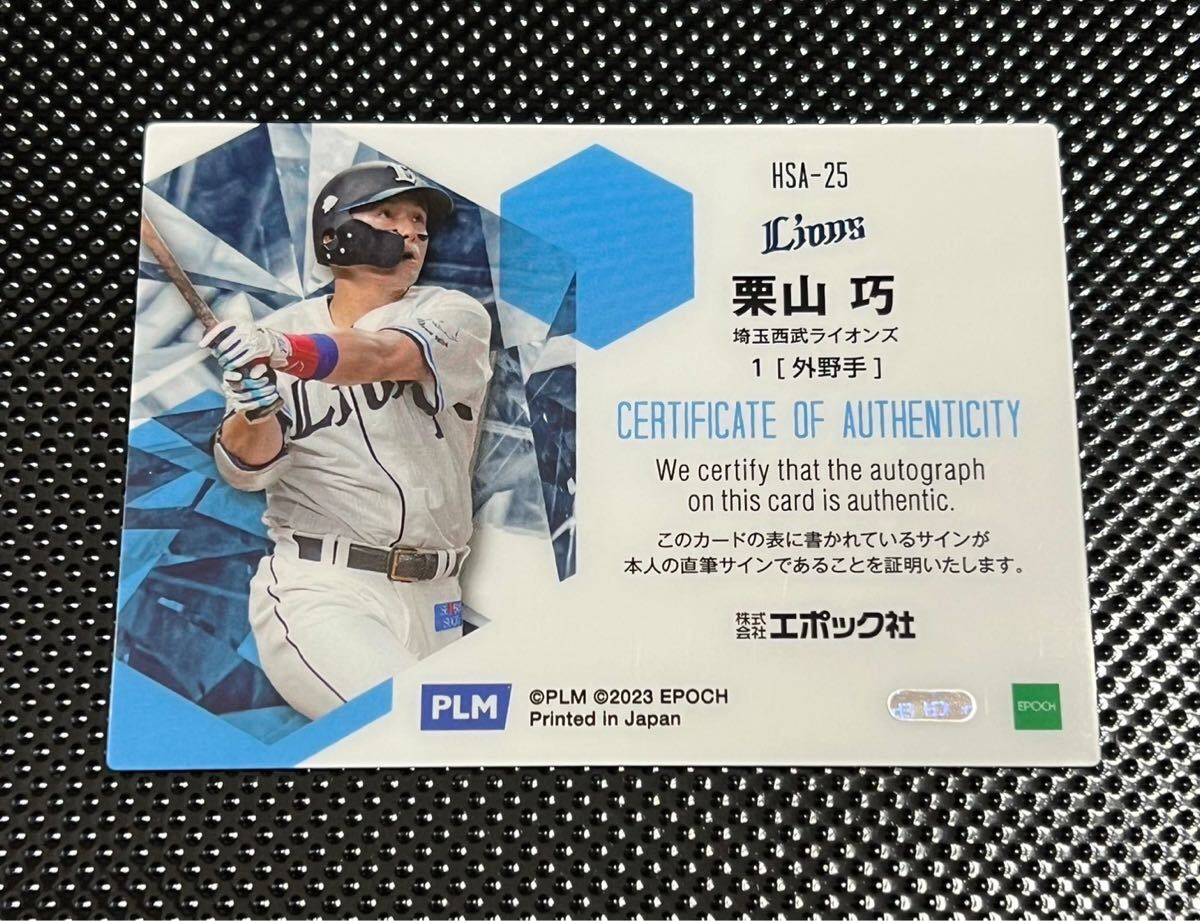 HSA-25
Lions
栗山 巧
埼玉西武ライオンズ
1 [ 外野手 ]
CERTIFICATE OF AUTHENTICITY
We certify that the autograph
on this card is authentic.
このカードの表に書かれているサインが
本人の直筆サインであることを証明いたします。
株式会社エポック社
PLM
©PLM ©2023 EPOCH
Printed in Japan
EPOCH
Lions